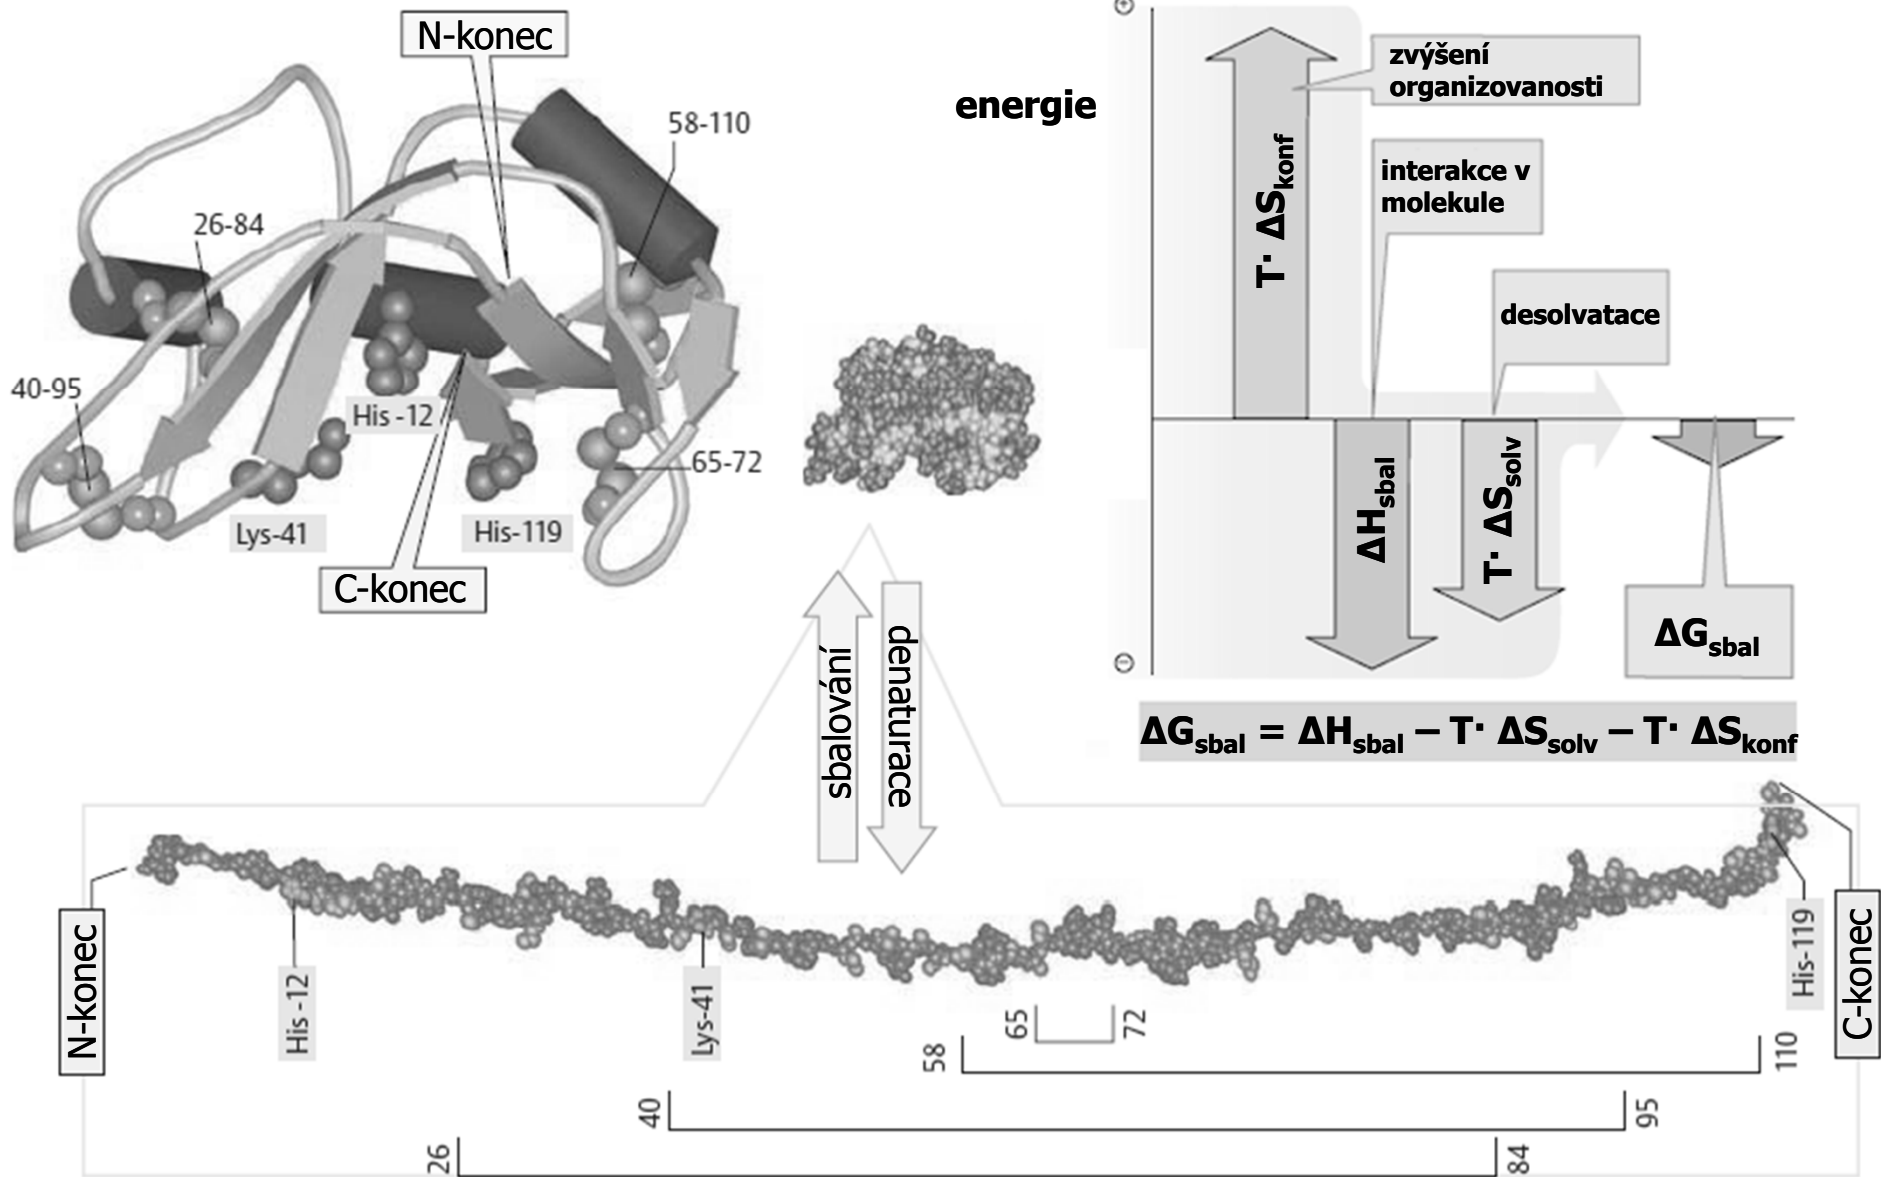 N-konec
58-110
26-84
40-95
His -12
65-72
Lys-41
His-119
C-konec
energie
+
zvýšení
organizovanosti
T· ΔSkonf
interakce v
molekule
desolvatace
ΔHsbal
T· ΔSsolv
ΔGsbal
−
ΔGsbal = ΔHsbal – T· ΔSsolv – T· ΔSkonf
sbalování
denaturace
N-konec
His -12
Lys-41
His-119
C-konec
65
72
58
110
40
95
26
84